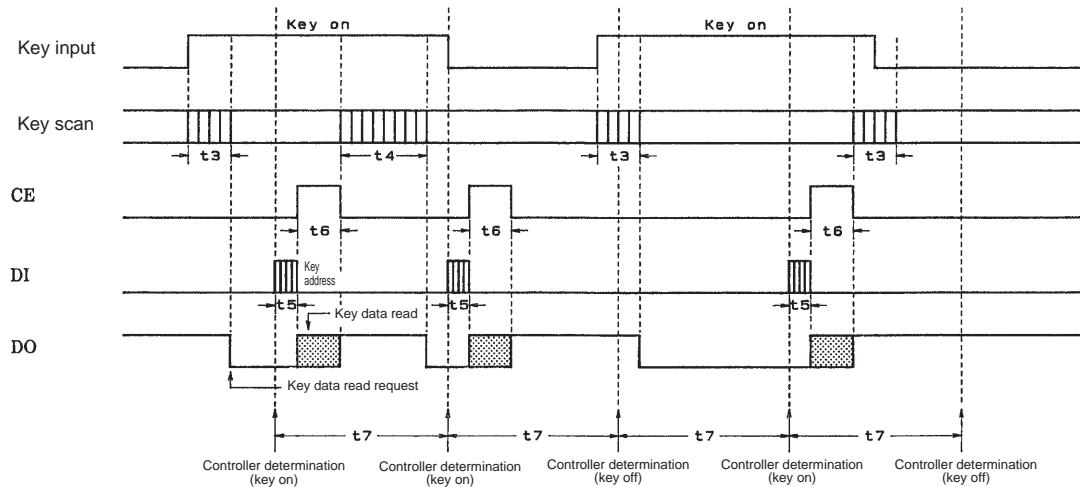 Key on
Key on
Key input
Key scan
t3
t4
t3
t3
CE
t6
t6
t6
DI
Key
address
t5
t5
t5
Key data read
DO
Key data read request
t7
t7
t7
t7
Controller determination
(key on)
Controller determination
(key on)
Controller determination
(key off)
Controller determination
(key on)
Controller determination
(key off)